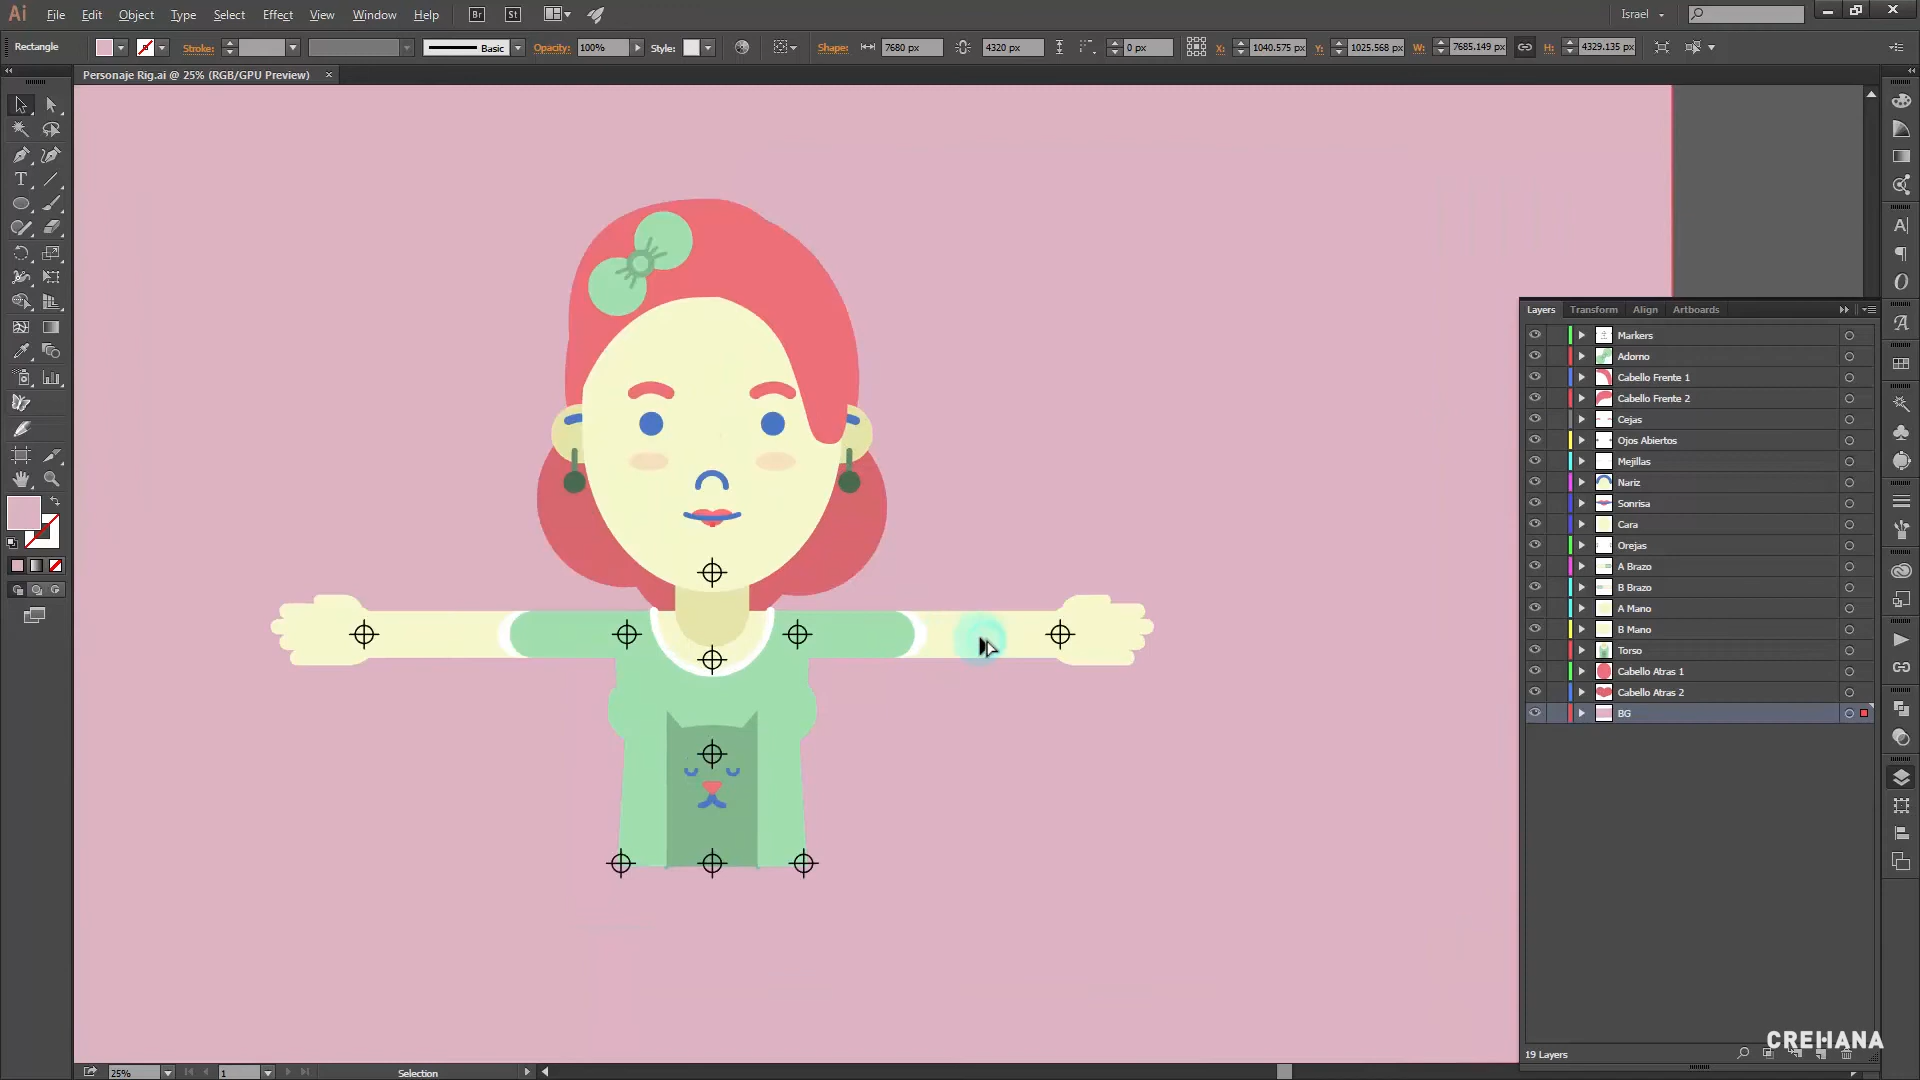 Ai File Edit Object Type Select Effect View Window Help Br St Israel
Rectangle Stroke: Basic Opacity: 100% Style: Shape: 7680 px 4320 px 0 px X: 1040.575 px Y: 1025.568 px W: 7685.149 px H: 4329.135 px
Personaje Rig.ai @ 25% (RGB/GPU Preview)
Layers Transform Align Artboards
Markers
Adorno
Cabello Frente 1
Cabello Frente 2
Cejas
Ojos Abiertos
Mejillas
Nariz
Sonrisa
Cara
Orejas
A Brazo
B Brazo
A Mano
B Mano
Torso
Cabello Atras 1
Cabello Atras 2
BG
CREHANA
19 Layers
25% 1 Selection